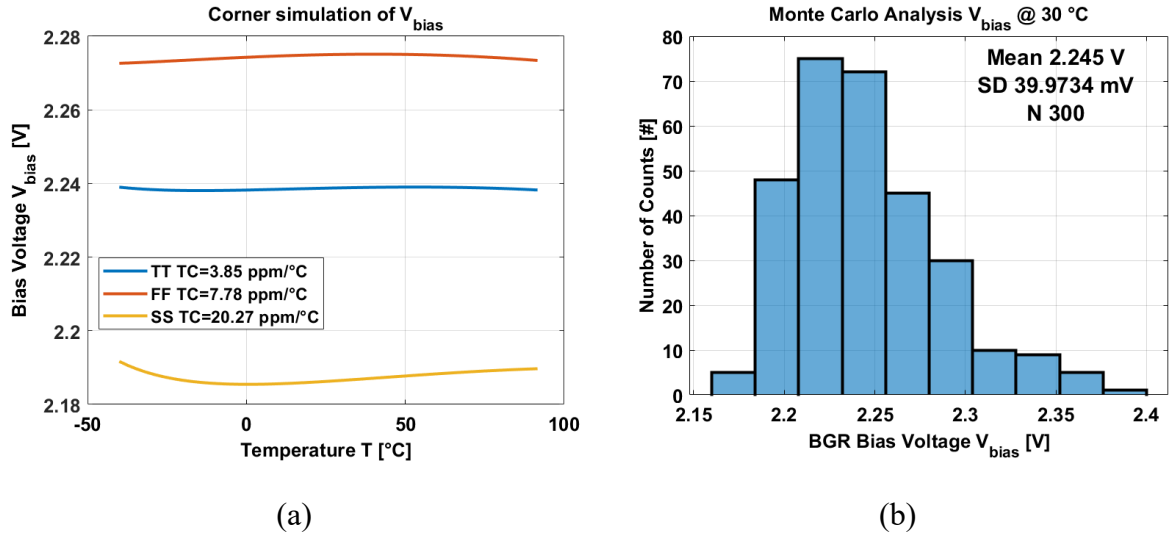 Corner simulation of V_bias
2.28
2.26
2.24
2.22
2.2
2.18
Bias Voltage V_bias [V]
TT TC=3.85 ppm/°C
FF TC=7.78 ppm/°C
SS TC=20.27 ppm/°C
-50
0
50
100
Temperature T [°C]
(a)
Monte Carlo Analysis V_bias @ 30 °C
80
70
60
50
40
30
20
10
0
Number of Counts [#]
Mean 2.245 V
SD 39.9734 mV
N 300
2.15
2.2
2.25
2.3
2.35
2.4
BGR Bias Voltage V_bias [V]
(b)